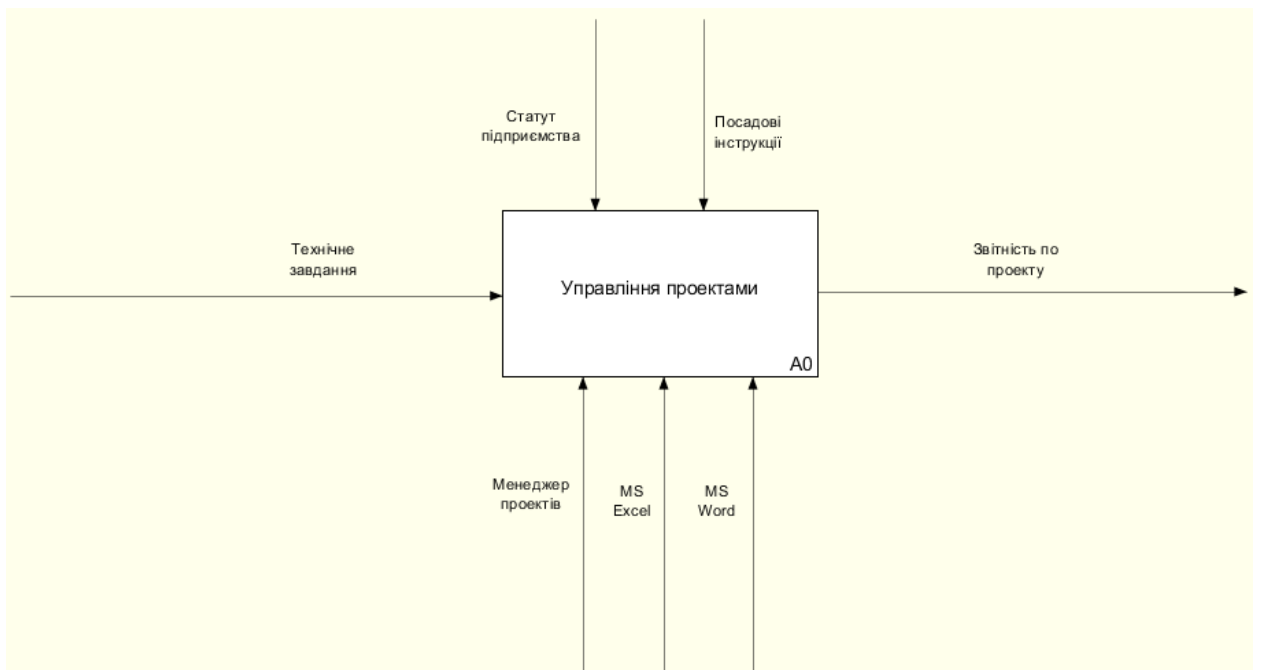 Статут
підприємства
Посадові
інструкції
Технічне
завдання
Звітність по
проекту
Управління проектами
A0
Менеджер
проектів
MS
Excel
MS
Word